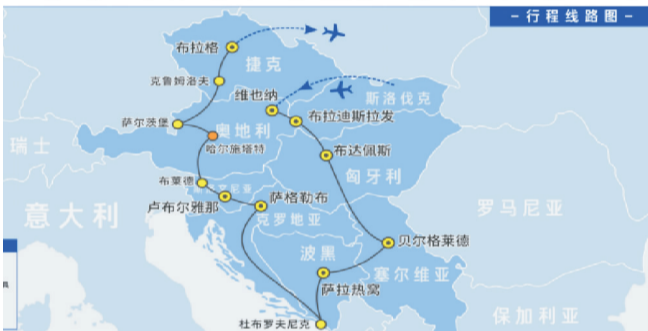 -行程线路图-
布拉格
捷克
克鲁姆洛夫
维也纳
斯洛伐克
布拉迪斯拉发
萨尔茨堡
奥地利
瑞士
哈尔施塔特
布达佩斯
匈牙利
布莱德
萨格勒布
卢布尔雅那
意大利
克罗地亚
罗马尼亚
贝尔格莱德
波黑
塞尔维亚
萨拉热窝
杜布罗夫尼克
保加利亚